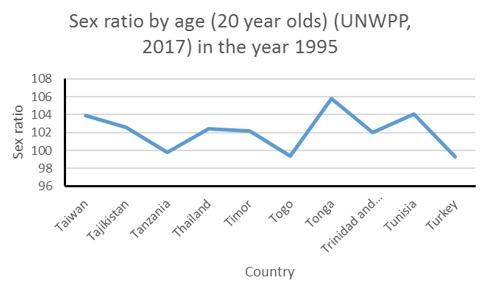 Sex ratio by age (20 year olds) (UNWPP,
2017) in the year 1995
108
106
104
102
100
98
96
Sex ratio
Taiwan
Tajikistan
Tanzania
Thailand
Timor
Togo
Tonga
Trinidad and...
Tunisia
Turkey
Country